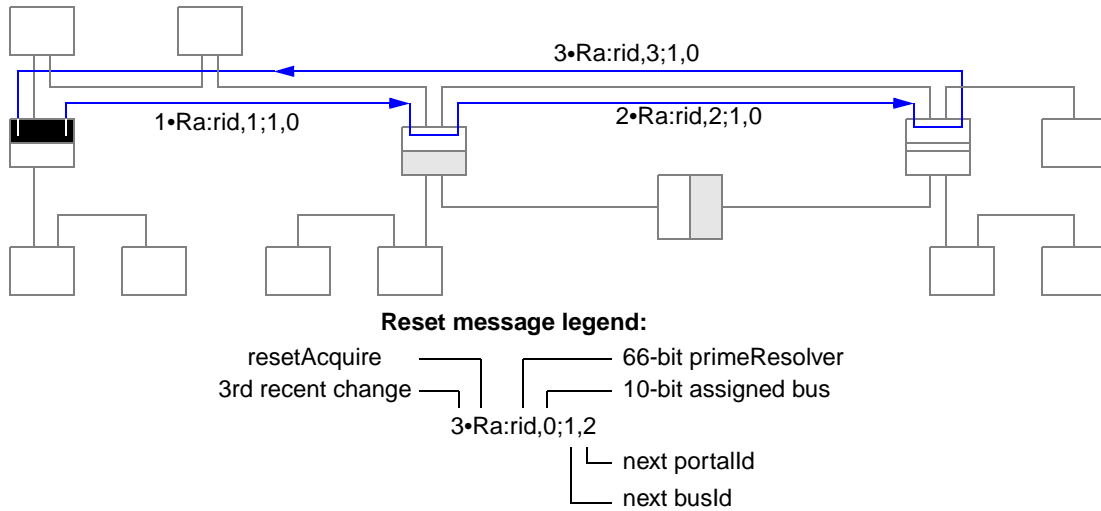 3•Ra:rid,3;1,0
1•Ra:rid,1;1,0
2•Ra:rid,2;1,0
Reset message legend:
resetAcquire
66-bit primeResolver
3rd recent change
10-bit assigned bus
3•Ra:rid,0;1,2
next portalId
next busId